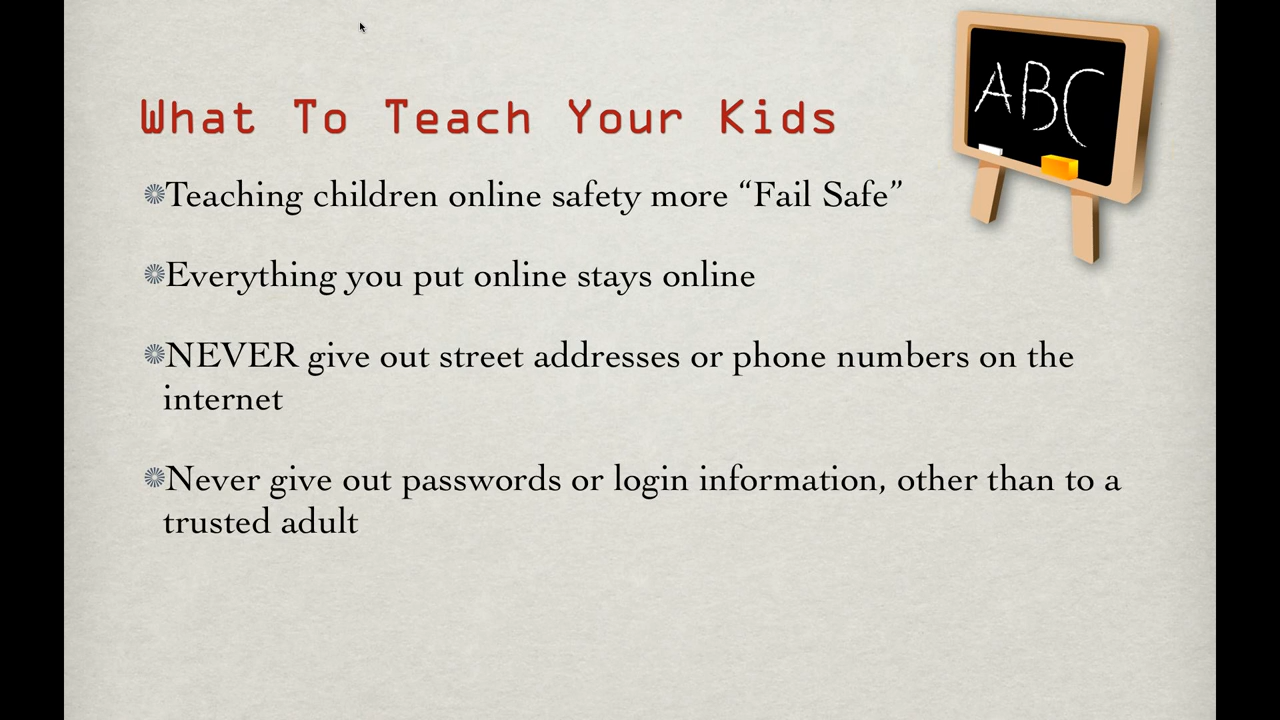 What To Teach Your Kids
ABC
Teaching children online safety more “Fail Safe”
Everything you put online stays online
NEVER give out street addresses or phone numbers on the
internet
Never give out passwords or login information, other than to a
trusted adult